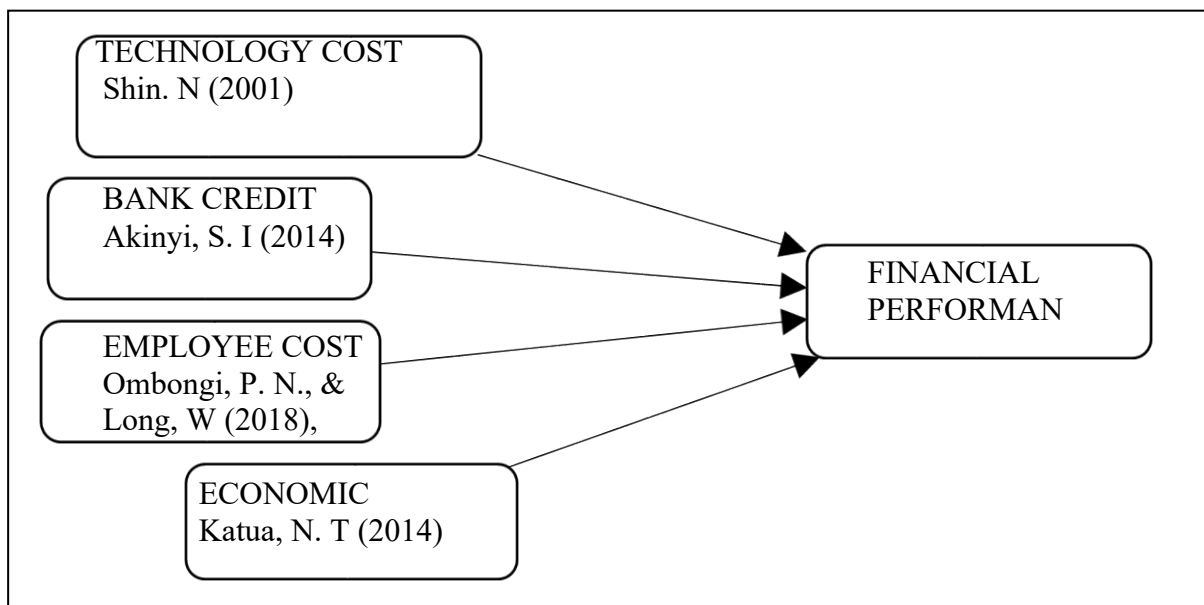 TECHNOLOGY COST
Shin. N (2001)
BANK CREDIT
Akinyi, S. I (2014)
EMPLOYEE COST
Ombongi, P. N., &
Long, W (2018),
ECONOMIC
Katua, N. T (2014)
FINANCIAL
PERFORMAN